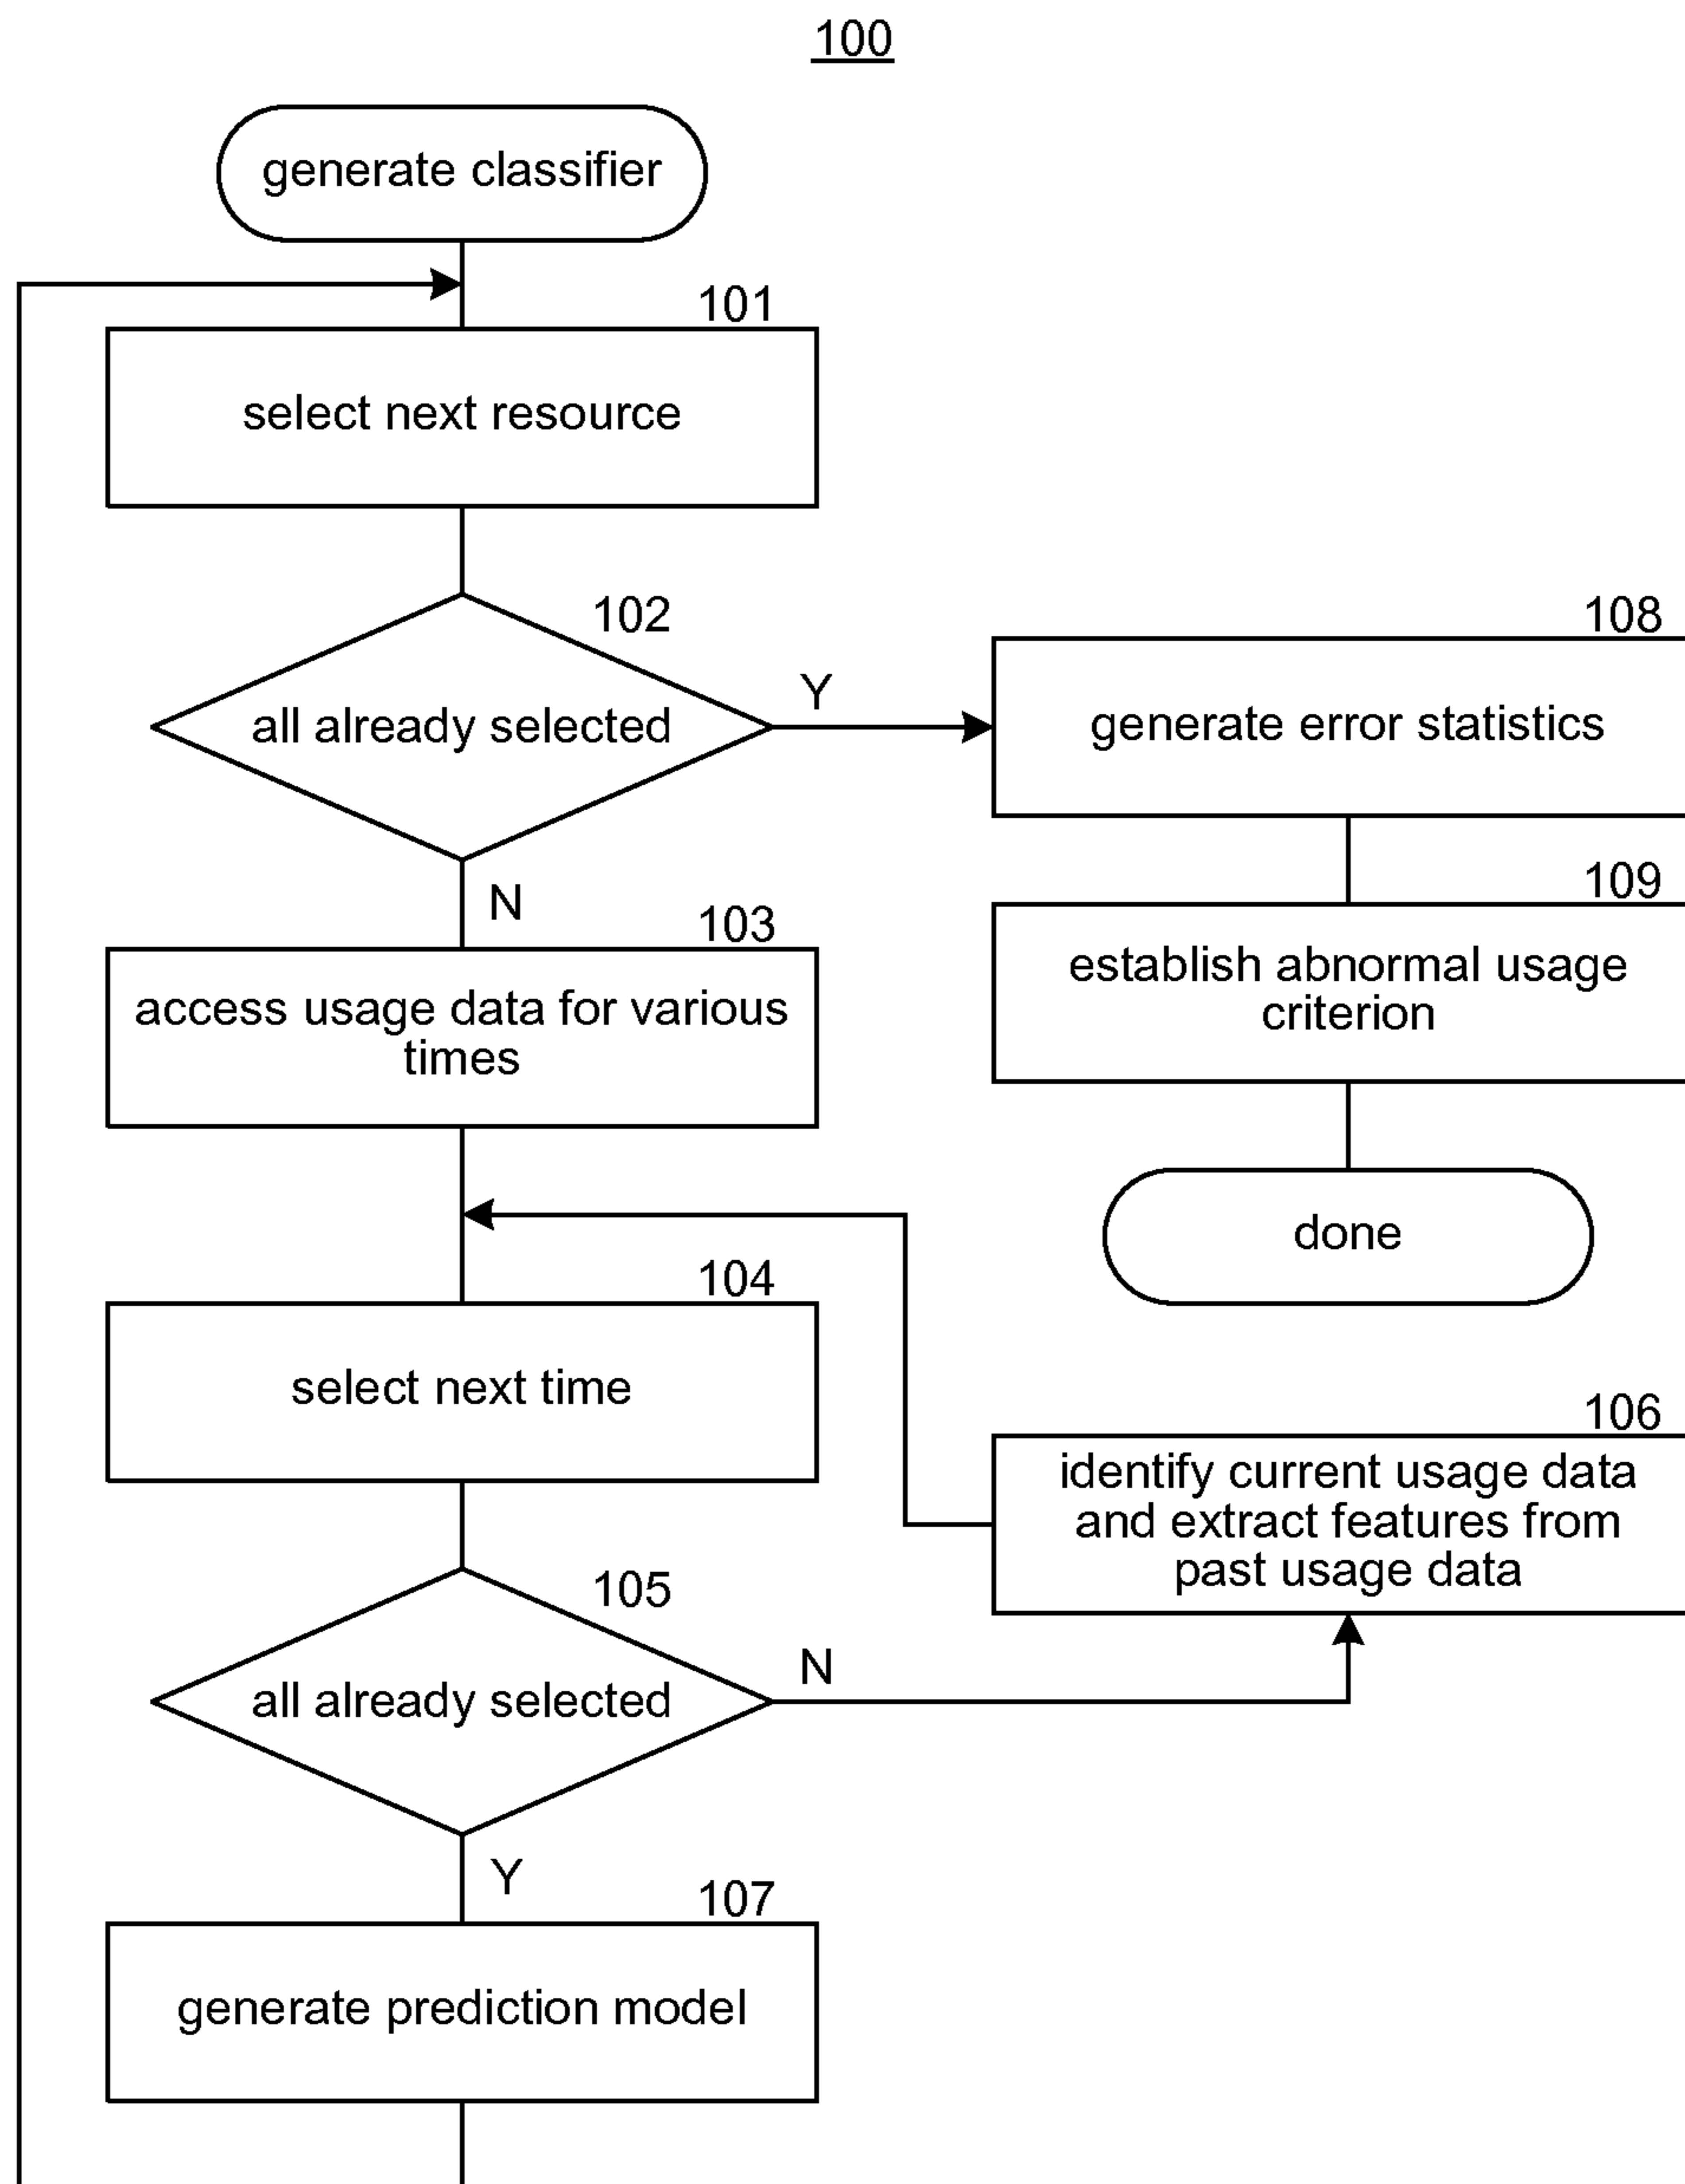 100
generate classifier
101
select next resource
102
all already selected
Y
N
108
generate error statistics
109
establish abnormal usage
criterion
done
103
access usage data for various
times
104
select next time
105
all already selected
N
Y
106
identify current usage data
and extract features from
past usage data
107
generate prediction model